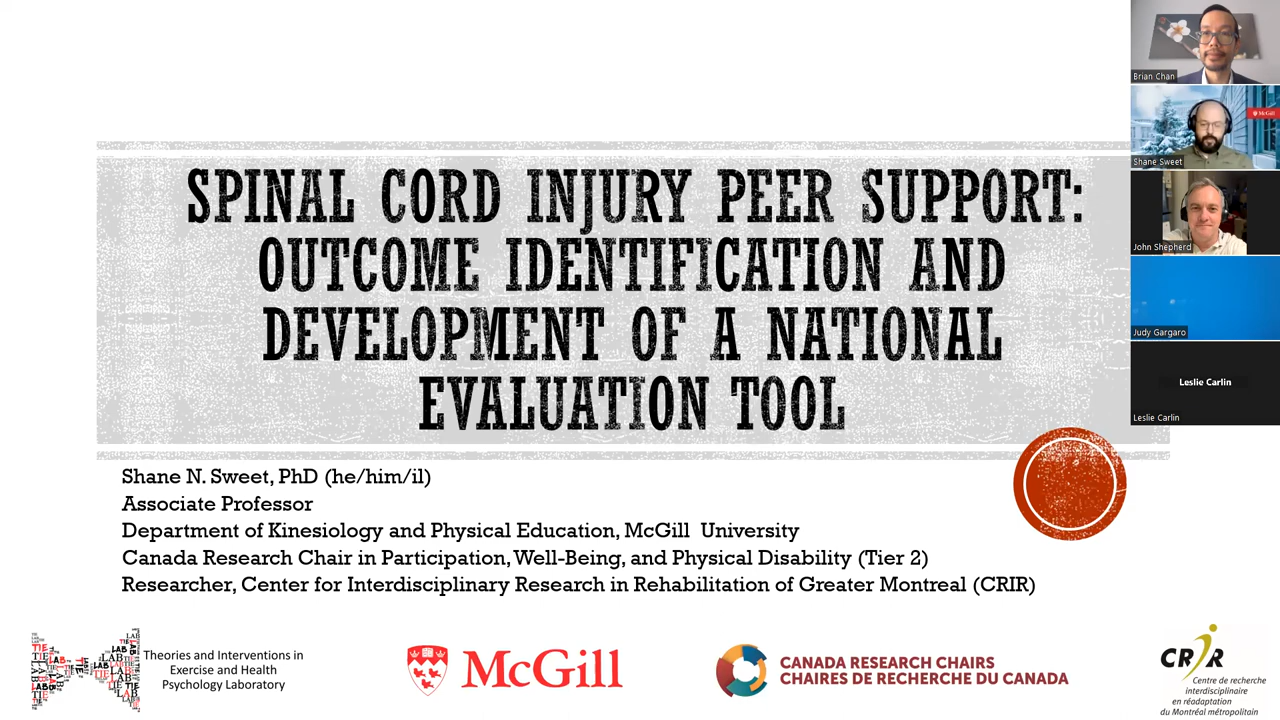 SPINAL CORD INJURY PEER SUPPORT:
OUTCOME IDENTIFICATION AND
DEVELOPMENT OF A NATIONAL
EVALUATION TOOL
Shane N. Sweet, PhD (he/him/il)
Associate Professor
Department of Kinesiology and Physical Education, McGill University
Canada Research Chair in Participation, Well-Being, and Physical Disability (Tier 2)
Researcher, Center for Interdisciplinary Research in Rehabilitation of Greater Montreal (CRIR)
Theories and Interventions in
Exercise and Health
Psychology Laboratory
McGill
CANADA RESEARCH CHAIRS
CHAIRES DE RECHERCHE DU CANADA
CRIR
Centre de recherche
interdisciplinaire
en réadaptation
du Montréal métropolitain
Brian Chan
McGill
Shane Sweet
John Shepherd
Judy Gargaro
Leslie Carlin
Leslie Carlin